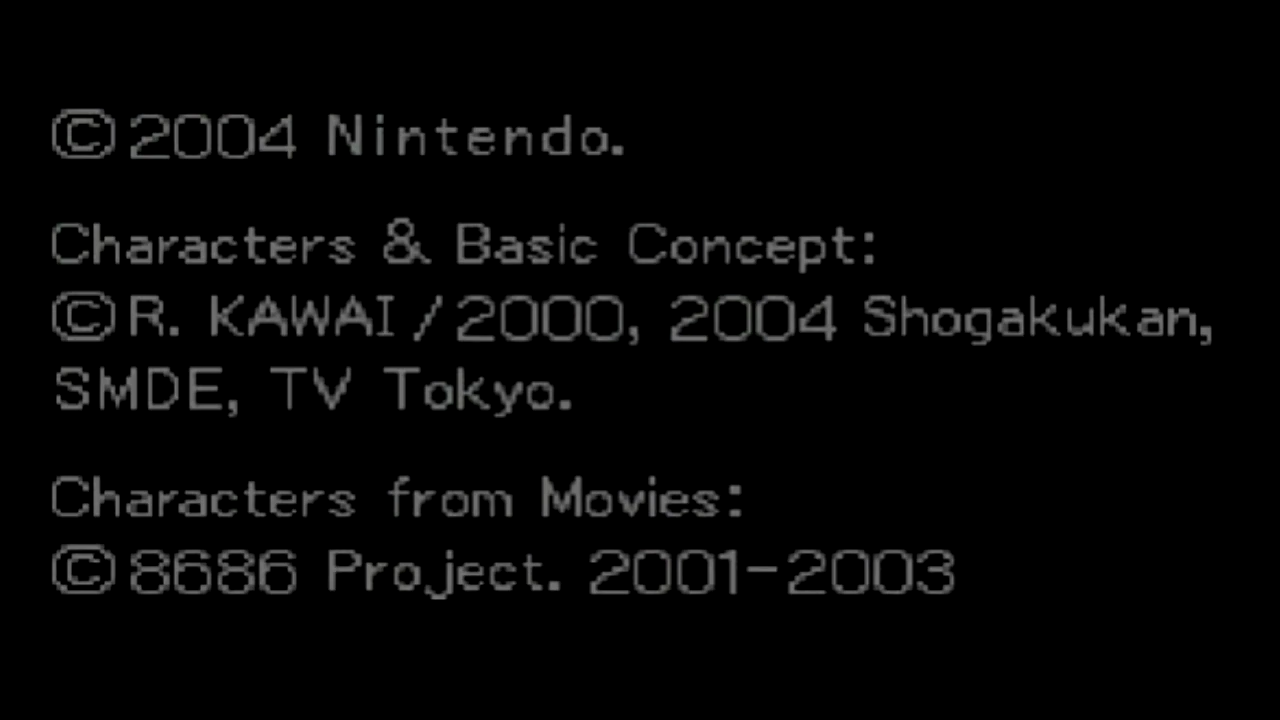 ©2004 Nintendo.
Characters & Basic Concept:
©R. KAWAI/2000, 2004 Shogakukan,
SMDE, TV Tokyo.
Characters from Movies:
©8686 Project. 2001-2003